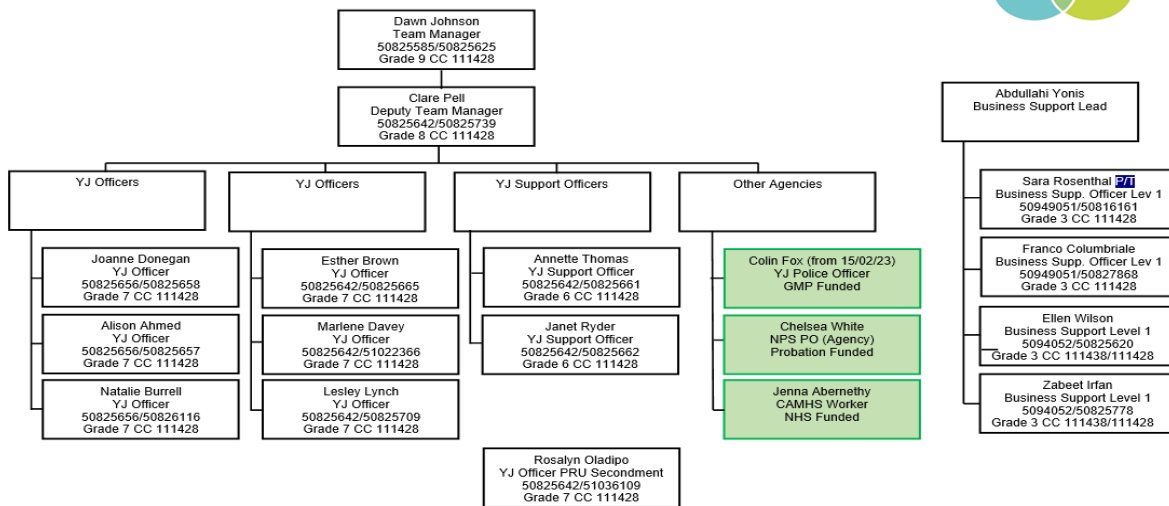 Dawn Johnson
Team Manager
50825585/50825625
Grade 9 CC 111428
Clare Pell
Deputy Team Manager
50825642/50825739
Grade 8 CC 111428
Abdullahi Yonis
Business Support Lead
YJ Officers
YJ Officers
YJ Support Officers
Other Agencies
Joanne Donegan
YJ Officer
50825656/50825658
Grade 7 CC 111428
Alison Ahmed
YJ Officer
50825656/50825657
Grade 7 CC 111428
Natalie Burrell
YJ Officer
50825656/50826116
Grade 7 CC 111428
Esther Brown
YJ Officer
50825642/50825665
Grade 7 CC 111428
Marlene Davey
YJ Officer
50825642/51022366
Grade 7 CC 111428
Lesley Lynch
YJ Officer
50825642/50825709
Grade 7 CC 111428
Annette Thomas
YJ Support Officer
50825642/50825661
Grade 6 CC 111428
Janet Ryder
YJ Support Officer
50825642/50825662
Grade 6 CC 111428
Rosalyn Oladipo
YJ Officer PRU Secondment
50825642/51036109
Grade 7 CC 111428
Colin Fox (from 15/02/23)
YJ Police Officer
GMP Funded
Chelsea White
NPS PO (Agency)
Probation Funded
Jenna Abernethy
CAMHS Worker
NHS Funded
Sara Rosenthal P/T
Business Supp. Officer Lev 1
50949051/50816161
Grade 3 CC 111428
Franco Columbriale
Business Supp. Officer Lev 1
50949051/50827868
Grade 3 CC 111428
Ellen Wilson
Business Support Level 1
5094052/50825620
Grade 3 CC 111438/111428
Zabeet Irfan
Business Support Level 1
5094052/50825778
Grade 3 CC 111438/111428